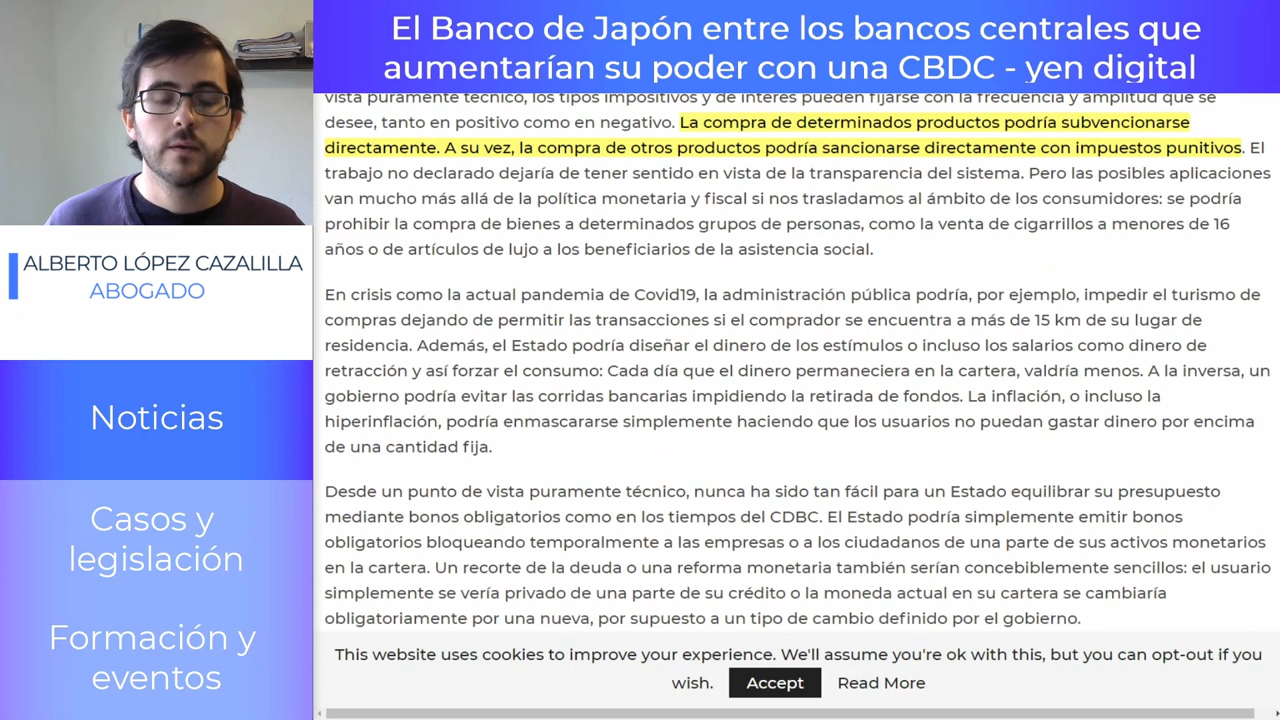 El Banco de Japón entre los bancos centrales que
aumentarían su poder con una CBDC - yen digital
vista puramente técnico, los tipos impositivos y de interés pueden fijarse con la frecuencia y amplitud que se
desee, tanto en positivo como en negativo. La compra de determinados productos podría subvencionarse
directamente. A su vez, la compra de otros productos podría sancionarse directamente con impuestos punitivos. El
trabajo no declarado dejaría de tener sentido en vista de la transparencia del sistema. Pero las posibles aplicaciones
van mucho más allá de la política monetaria y fiscal si nos trasladamos al ámbito de los consumidores: se podría
prohibir la compra de bienes a determinados grupos de personas, como la venta de cigarrillos a menores de 16
años o de artículos de lujo a los beneficiarios de la asistencia social.
En crisis como la actual pandemia de Covid19, la administración pública podría, por ejemplo, impedir el turismo de
compras dejando de permitir las transacciones si el comprador se encuentra a más de 15 km de su lugar de
residencia. Además, el Estado podría diseñar el dinero de los estímulos o incluso los salarios como dinero de
retracción y así forzar el consumo: Cada día que el dinero permaneciera en la cartera, valdría menos. A la inversa, un
gobierno podría evitar las corridas bancarias impidiendo la retirada de fondos. La inflación, o incluso la
hiperinflación, podría enmascararse simplemente haciendo que los usuarios no puedan gastar dinero por encima
de una cantidad fija.
Desde un punto de vista puramente técnico, nunca ha sido tan fácil para un Estado equilibrar su presupuesto
mediante bonos obligatorios como en los tiempos del CDBC. El Estado podría simplemente emitir bonos
obligatorios bloqueando temporalmente a las empresas o a los ciudadanos de una parte de sus activos monetarios
en la cartera. Un recorte de la deuda o una reforma monetaria también serían concebiblemente sencillos: el usuario
simplemente se vería privado de una parte de su crédito o la moneda actual en su cartera se cambiaría
obligatoriamente por una nueva, por supuesto a un tipo de cambio definido por el gobierno.
This website uses cookies to improve your experience. We'll assume you're ok with this, but you can opt-out if you
wish. Accept Read More
ALBERTO LÓPEZ CAZALILLA
ABOGADO
Noticias
Casos y
legislación
Formación y
eventos